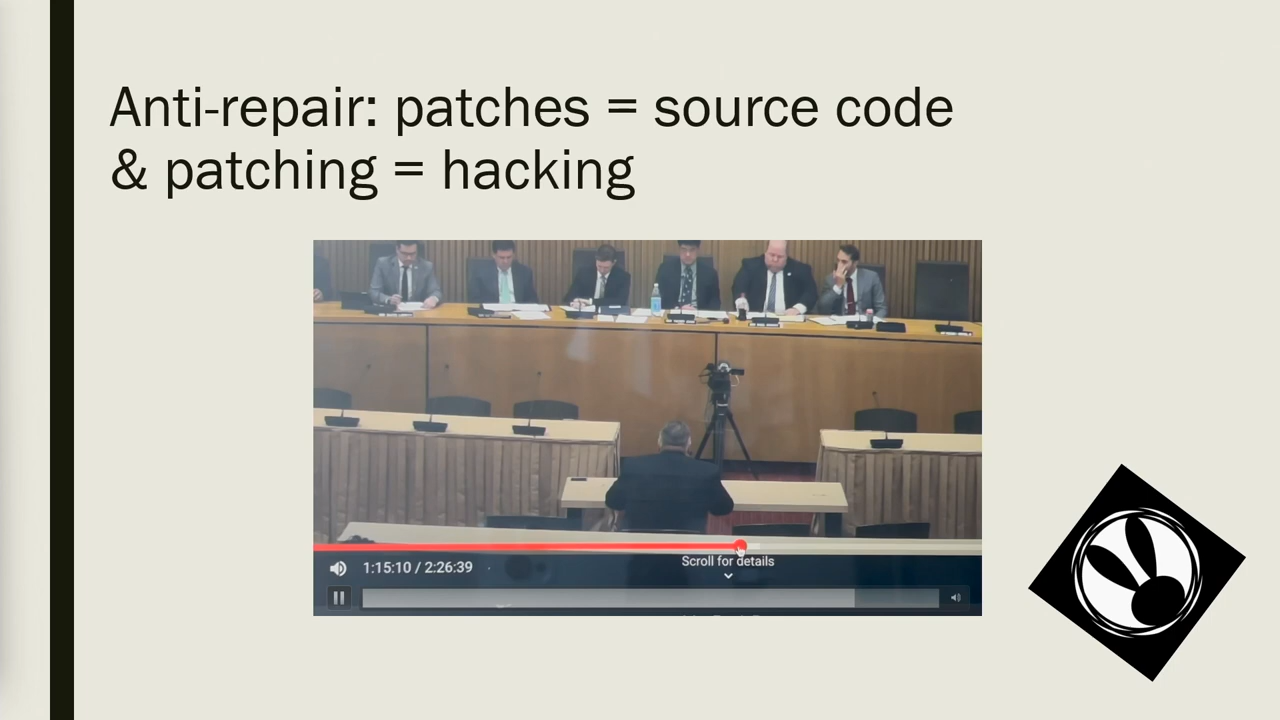 Anti-repair: patches = source code
& patching = hacking
Scroll for details
1:15:10 / 2:26:39